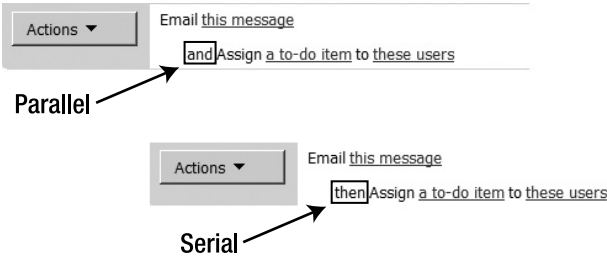 Actions ▼
Email this message
and Assign a to-do item to these users
Parallel
Actions ▼
Email this message
then Assign a to-do item to these users
Serial